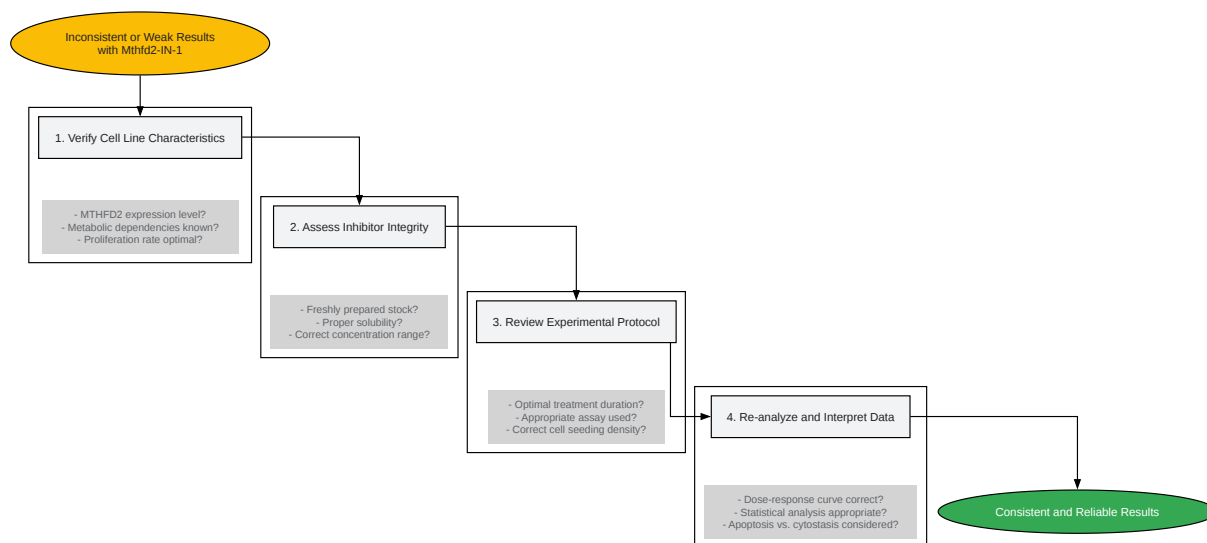 Inconsistent or Weak Results
with Mthfd2-IN-1
1. Verify Cell Line Characteristics
- MTHFD2 expression level?
- Metabolic dependencies known?
- Proliferation rate optimal?
2. Assess Inhibitor Integrity
- Freshly prepared stock?
- Proper solubility?
- Correct concentration range?
3. Review Experimental Protocol
- Optimal treatment duration?
- Appropriate assay used?
- Correct cell seeding density?
4. Re-analyze and Interpret Data
- Dose-response curve correct?
- Statistical analysis appropriate?
- Apoptosis vs. cytostasis considered?
Consistent and Reliable Results